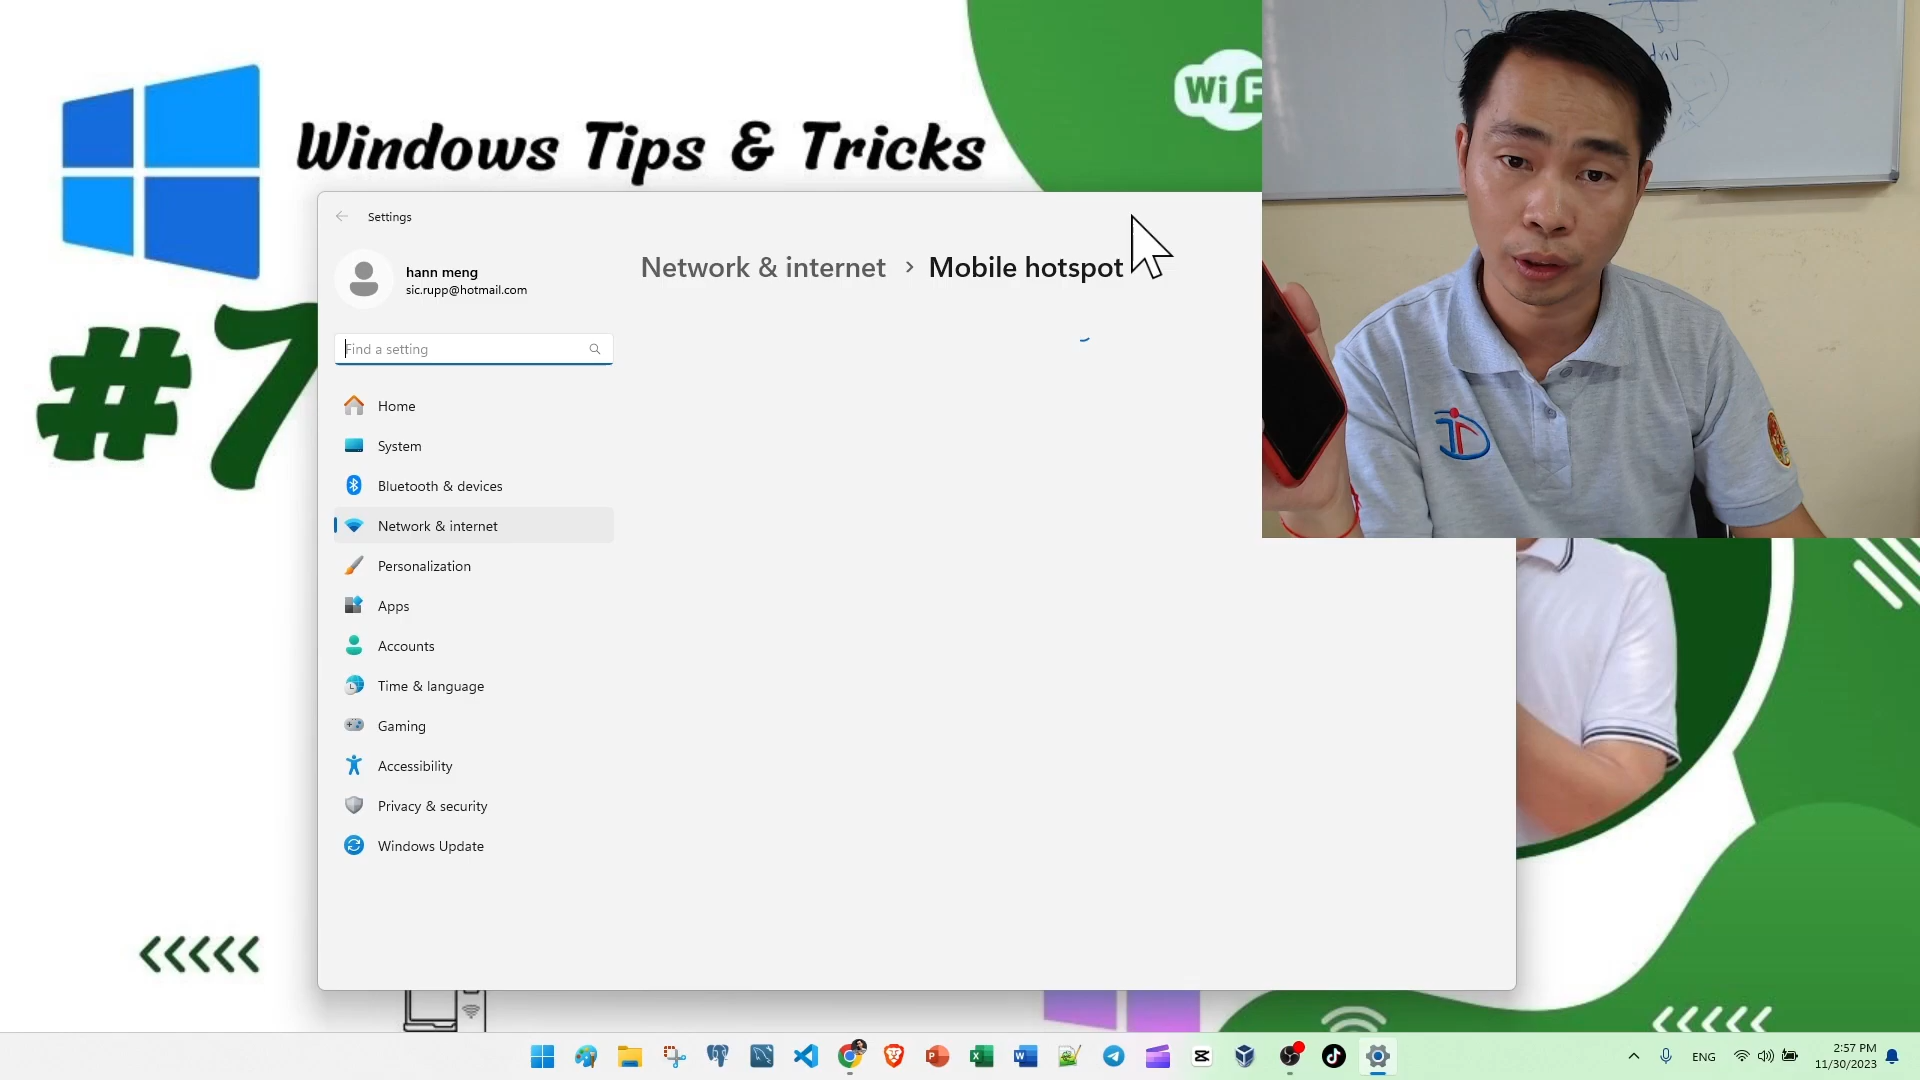 Windows Tips & Tricks
WiF
#7
Settings
hann meng
sic.rupp@hotmail.com
Network & internet > Mobile hotspot
Find a setting
Home
System
Bluetooth & devices
Network & internet
Personalization
Apps
Accounts
Time & language
Gaming
Accessibility
Privacy & security
Windows Update
ENG
2:57 PM
11/30/2023